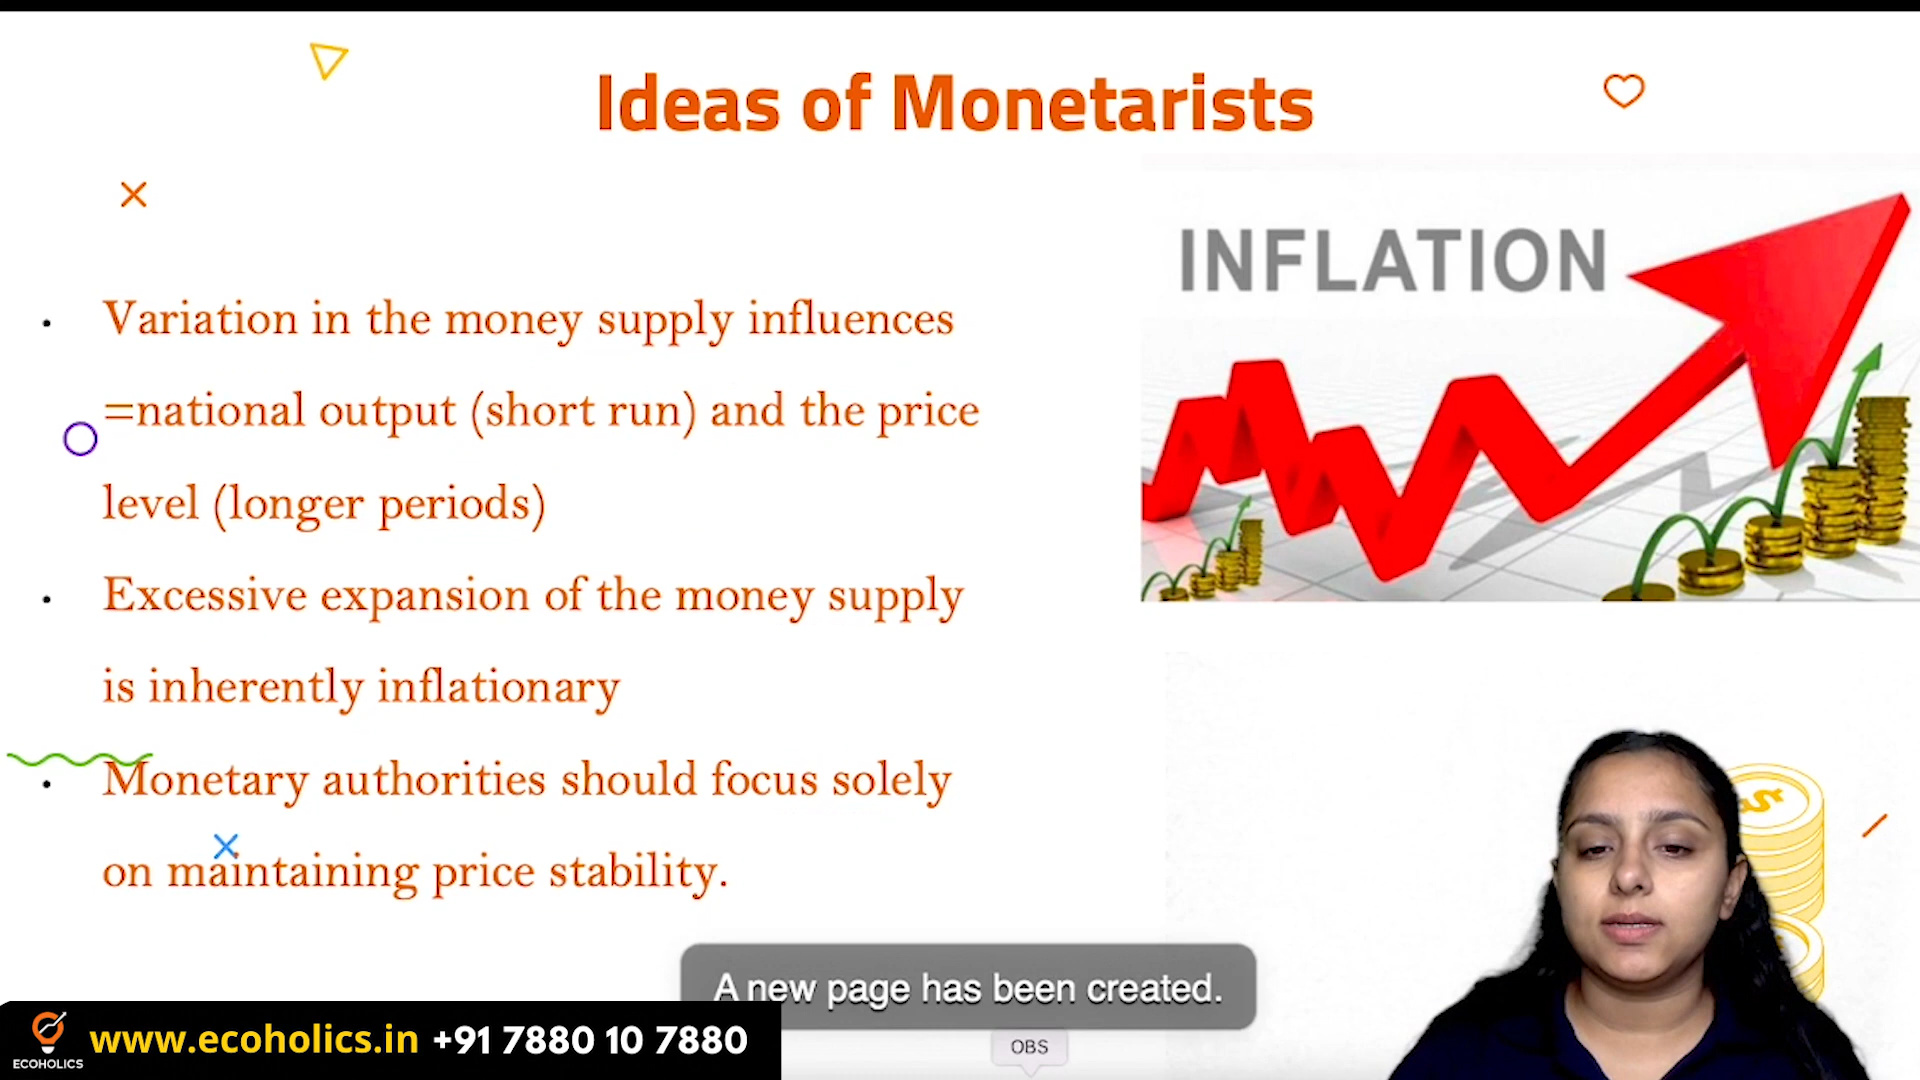 Ideas of Monetarists
INFLATION
• Variation in the money supply influences
=national output (short run) and the price
level (longer periods)
• Excessive expansion of the money supply
is inherently inflationary
• Monetary authorities should focus solely
on maintaining price stability.
A new page has been created.
OBS
ECOHOLICS
www.ecoholics.in +91 7880 10 7880